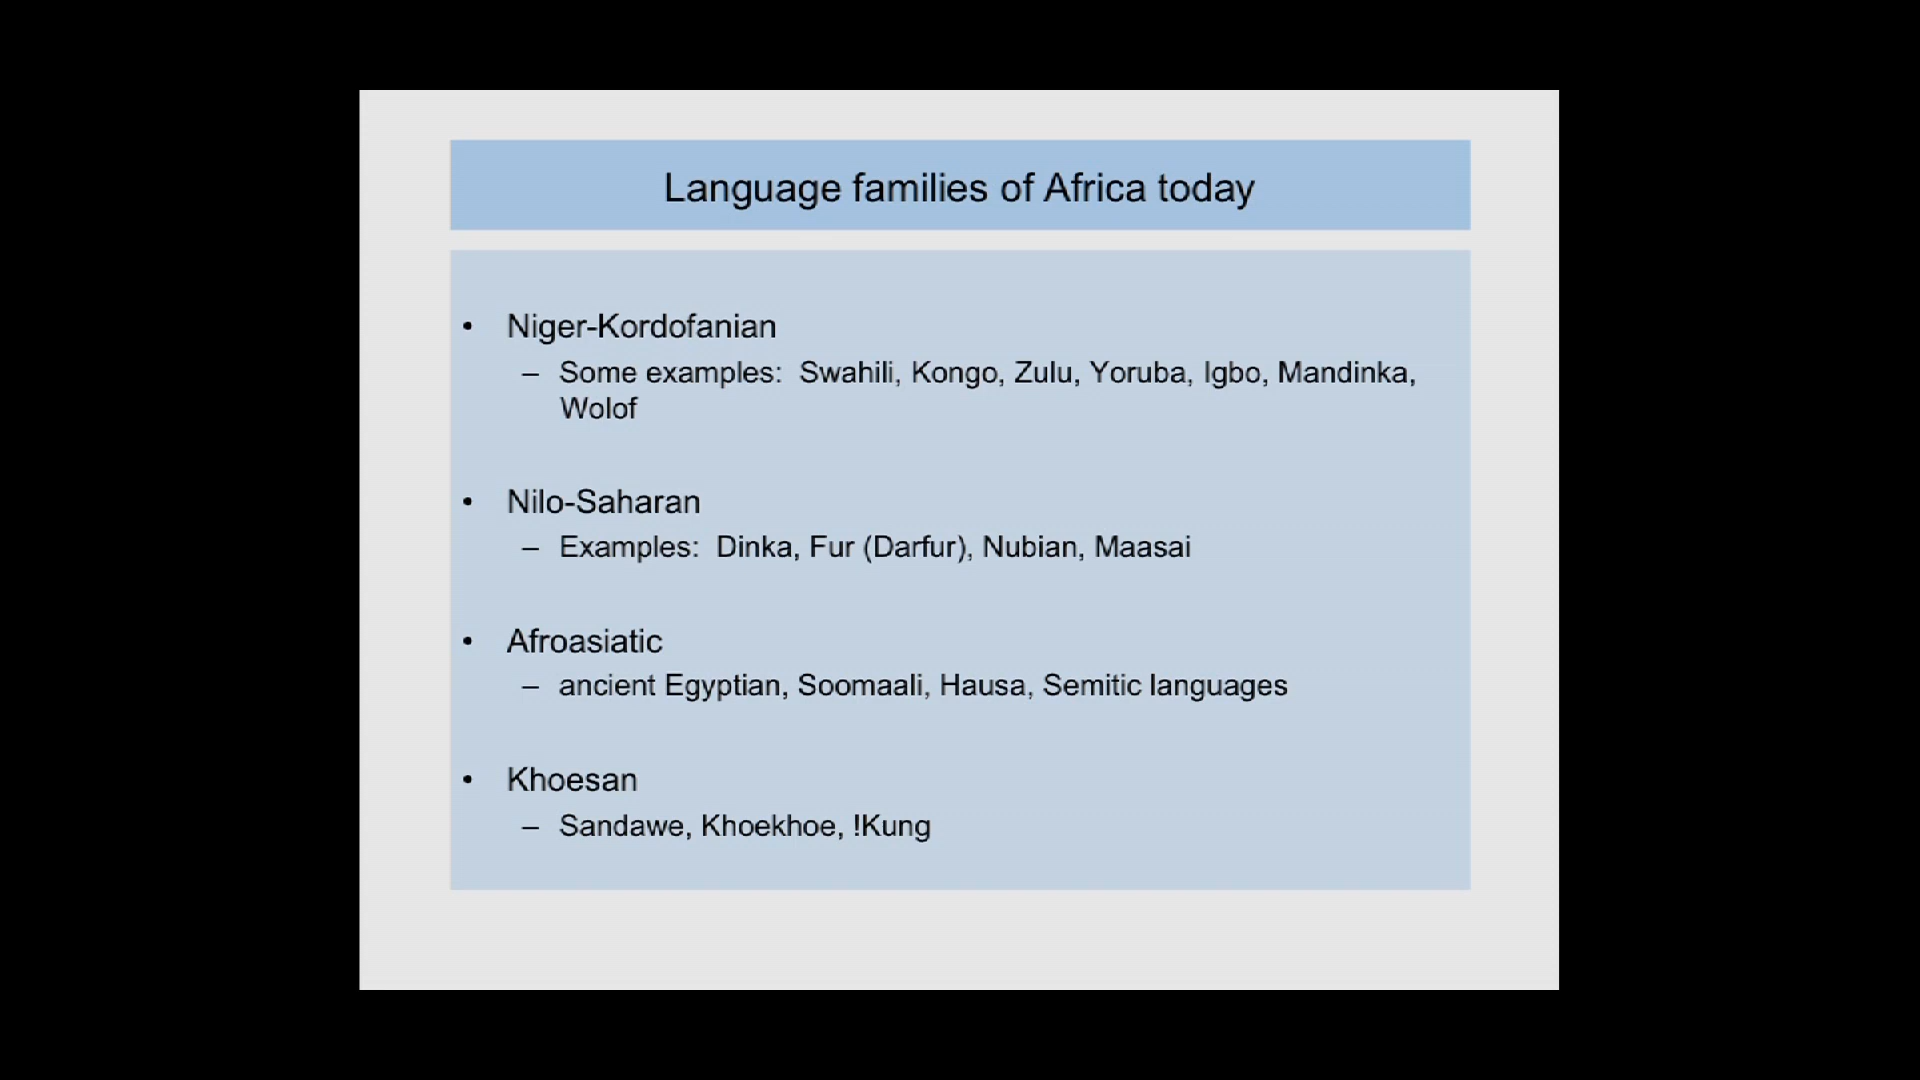 Language families of Africa today
• Niger-Kordofanian
– Some examples: Swahili, Kongo, Zulu, Yoruba, Igbo, Mandinka,
Wolof
• Nilo-Saharan
– Examples: Dinka, Fur (Darfur), Nubian, Maasai
• Afroasiatic
– ancient Egyptian, Soomaali, Hausa, Semitic languages
• Khoesan
– Sandawe, Khoekhoe, !Kung